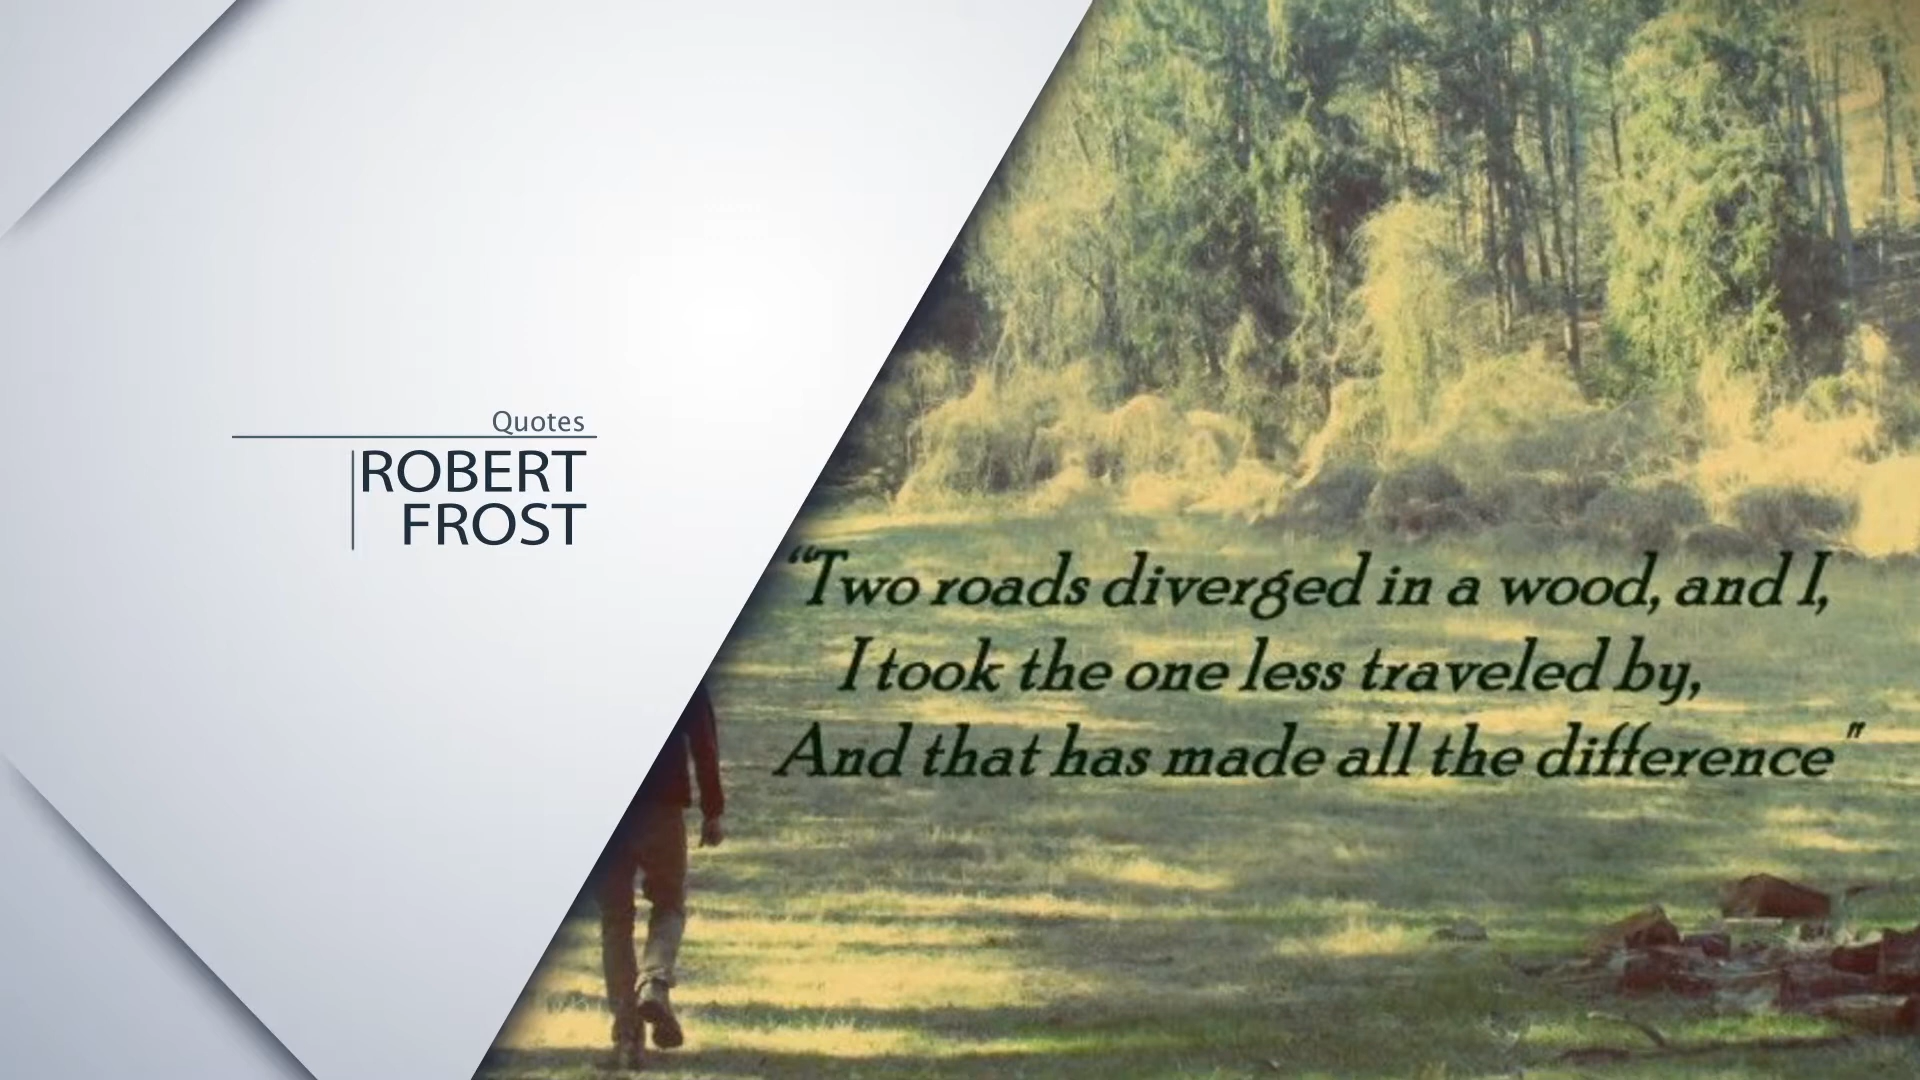 Quotes
ROBERT
FROST
“Two roads diverged in a wood, and I,
I took the one less traveled by,
And that has made all the difference"